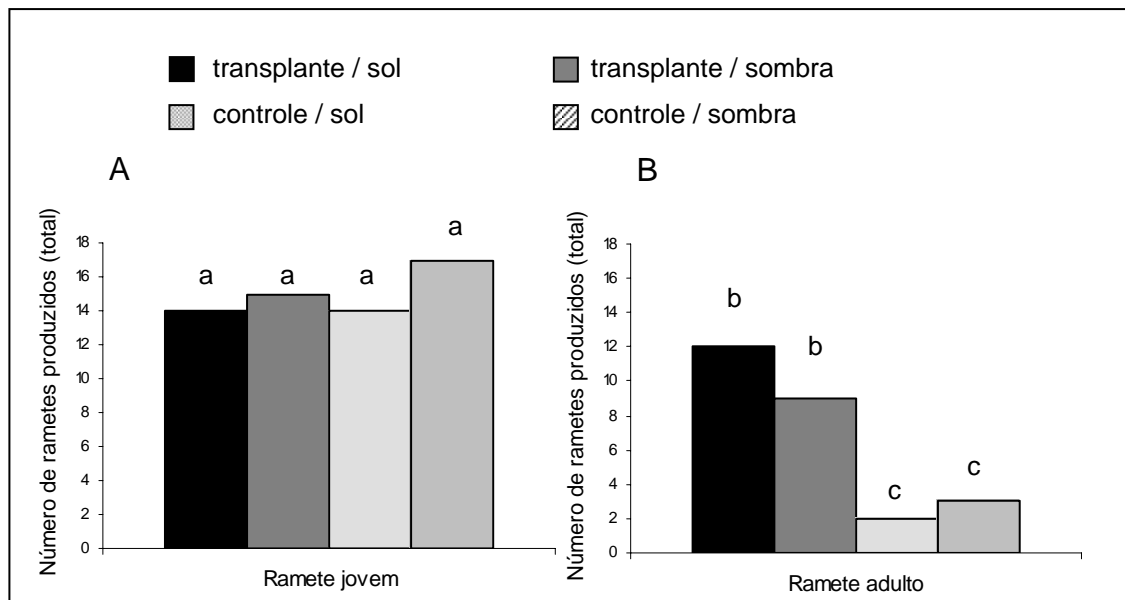 transplante / sol
transplante / sombra
controle / sol
controle / sombra
A
B
Número de rametes produzidos (total)
18
16
14
12
10
8
6
4
2
0
a
a
a
a
Ramete jovem
Número de rametes produzidos (total)
18
16
14
12
10
8
6
4
2
0
b
b
c
c
Ramete adulto